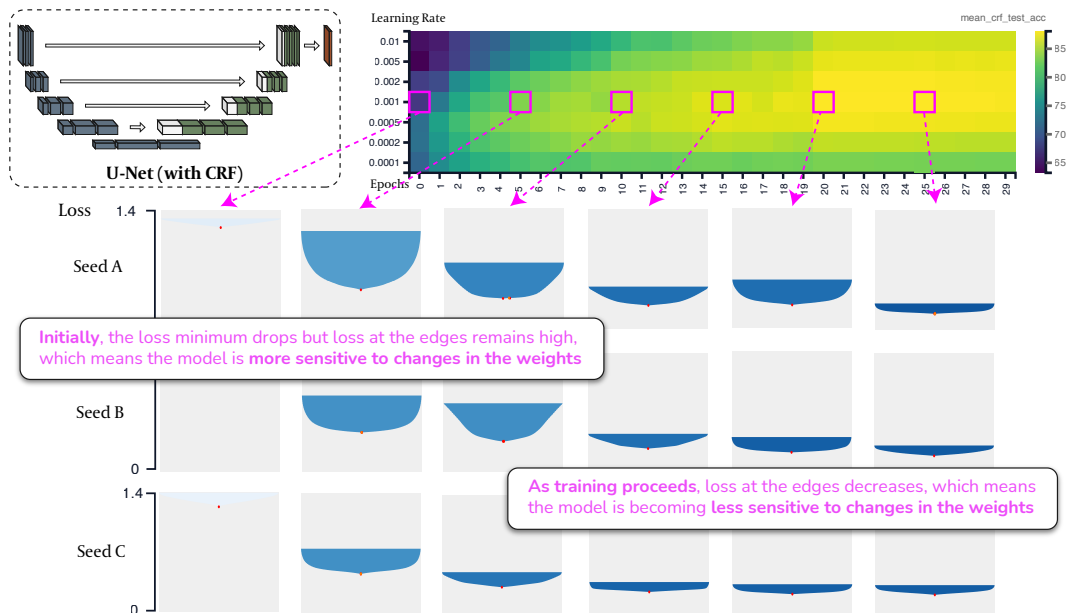 Learning Rate
mean_crf_test_acc
0.01
0.005
0.002
0.001
0.0005
0.0002
0.0001
85
80
75
70
65
Epochs
0 1 2 3 4 5 6 7 8 9 10 11 12 13 14 15 16 17 18 19 20 21 22 23 24 25 26 27 28 29
U-Net (with CRF)
Loss
1.4
Seed A
Initially, the loss minimum drops but loss at the edges remains high,
which means the model is more sensitive to changes in the weights
Seed B
0
As training proceeds, loss at the edges decreases, which means
the model is becoming less sensitive to changes in the weights
1.4
Seed C
0